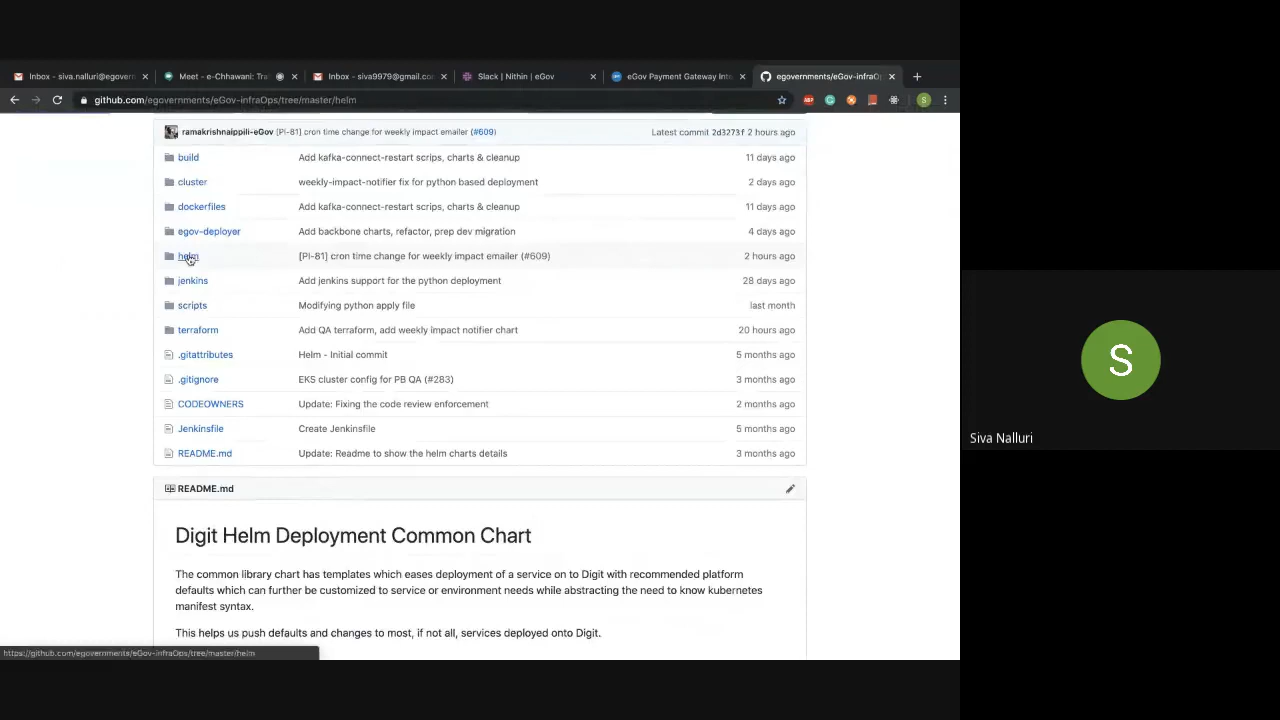 Inbox - siva.nalluri@egovern
Meet - e-Chhawani: Tra
Inbox - siva9979@gmail.co
Slack | Nithin | eGov
eGov Payment Gateway Inte
egovernments/eGov-infraOp
github.com/egovernments/eGov-infraOps/tree/master/helm
ABP
S
ramakrishnaippili-eGov [PI-81] cron time change for weekly impact emailer (#609) Latest commit 2d3273f 2 hours ago
build Add kafka-connect-restart scrips, charts & cleanup 11 days ago
cluster weekly-impact-notifier fix for python based deployment 2 days ago
dockerfiles Add kafka-connect-restart scrips, charts & cleanup 11 days ago
egov-deployer Add backbone charts, refactor, prep dev migration 4 days ago
helm [PI-81] cron time change for weekly impact emailer (#609) 2 hours ago
jenkins Add jenkins support for the python deployment 28 days ago
scripts Modifying python apply file last month
terraform Add QA terraform, add weekly impact notifier chart 20 hours ago
.gitattributes Helm - Initial commit 5 months ago
.gitignore EKS cluster config for PB QA (#283) 3 months ago
CODEOWNERS Update: Fixing the code review enforcement 2 months ago
Jenkinsfile Create Jenkinsfile 5 months ago
README.md Update: Readme to show the helm charts details 3 months ago
README.md
Digit Helm Deployment Common Chart
The common library chart has templates which eases deployment of a service on to Digit with recommended platform
defaults which can further be customized to service or environment needs while abstracting the need to know kubernetes
manifest syntax.
This helps us push defaults and changes to most, if not all, services deployed onto Digit.
https://github.com/egovernments/eGov-infraOps/tree/master/helm
S
Siva Nalluri